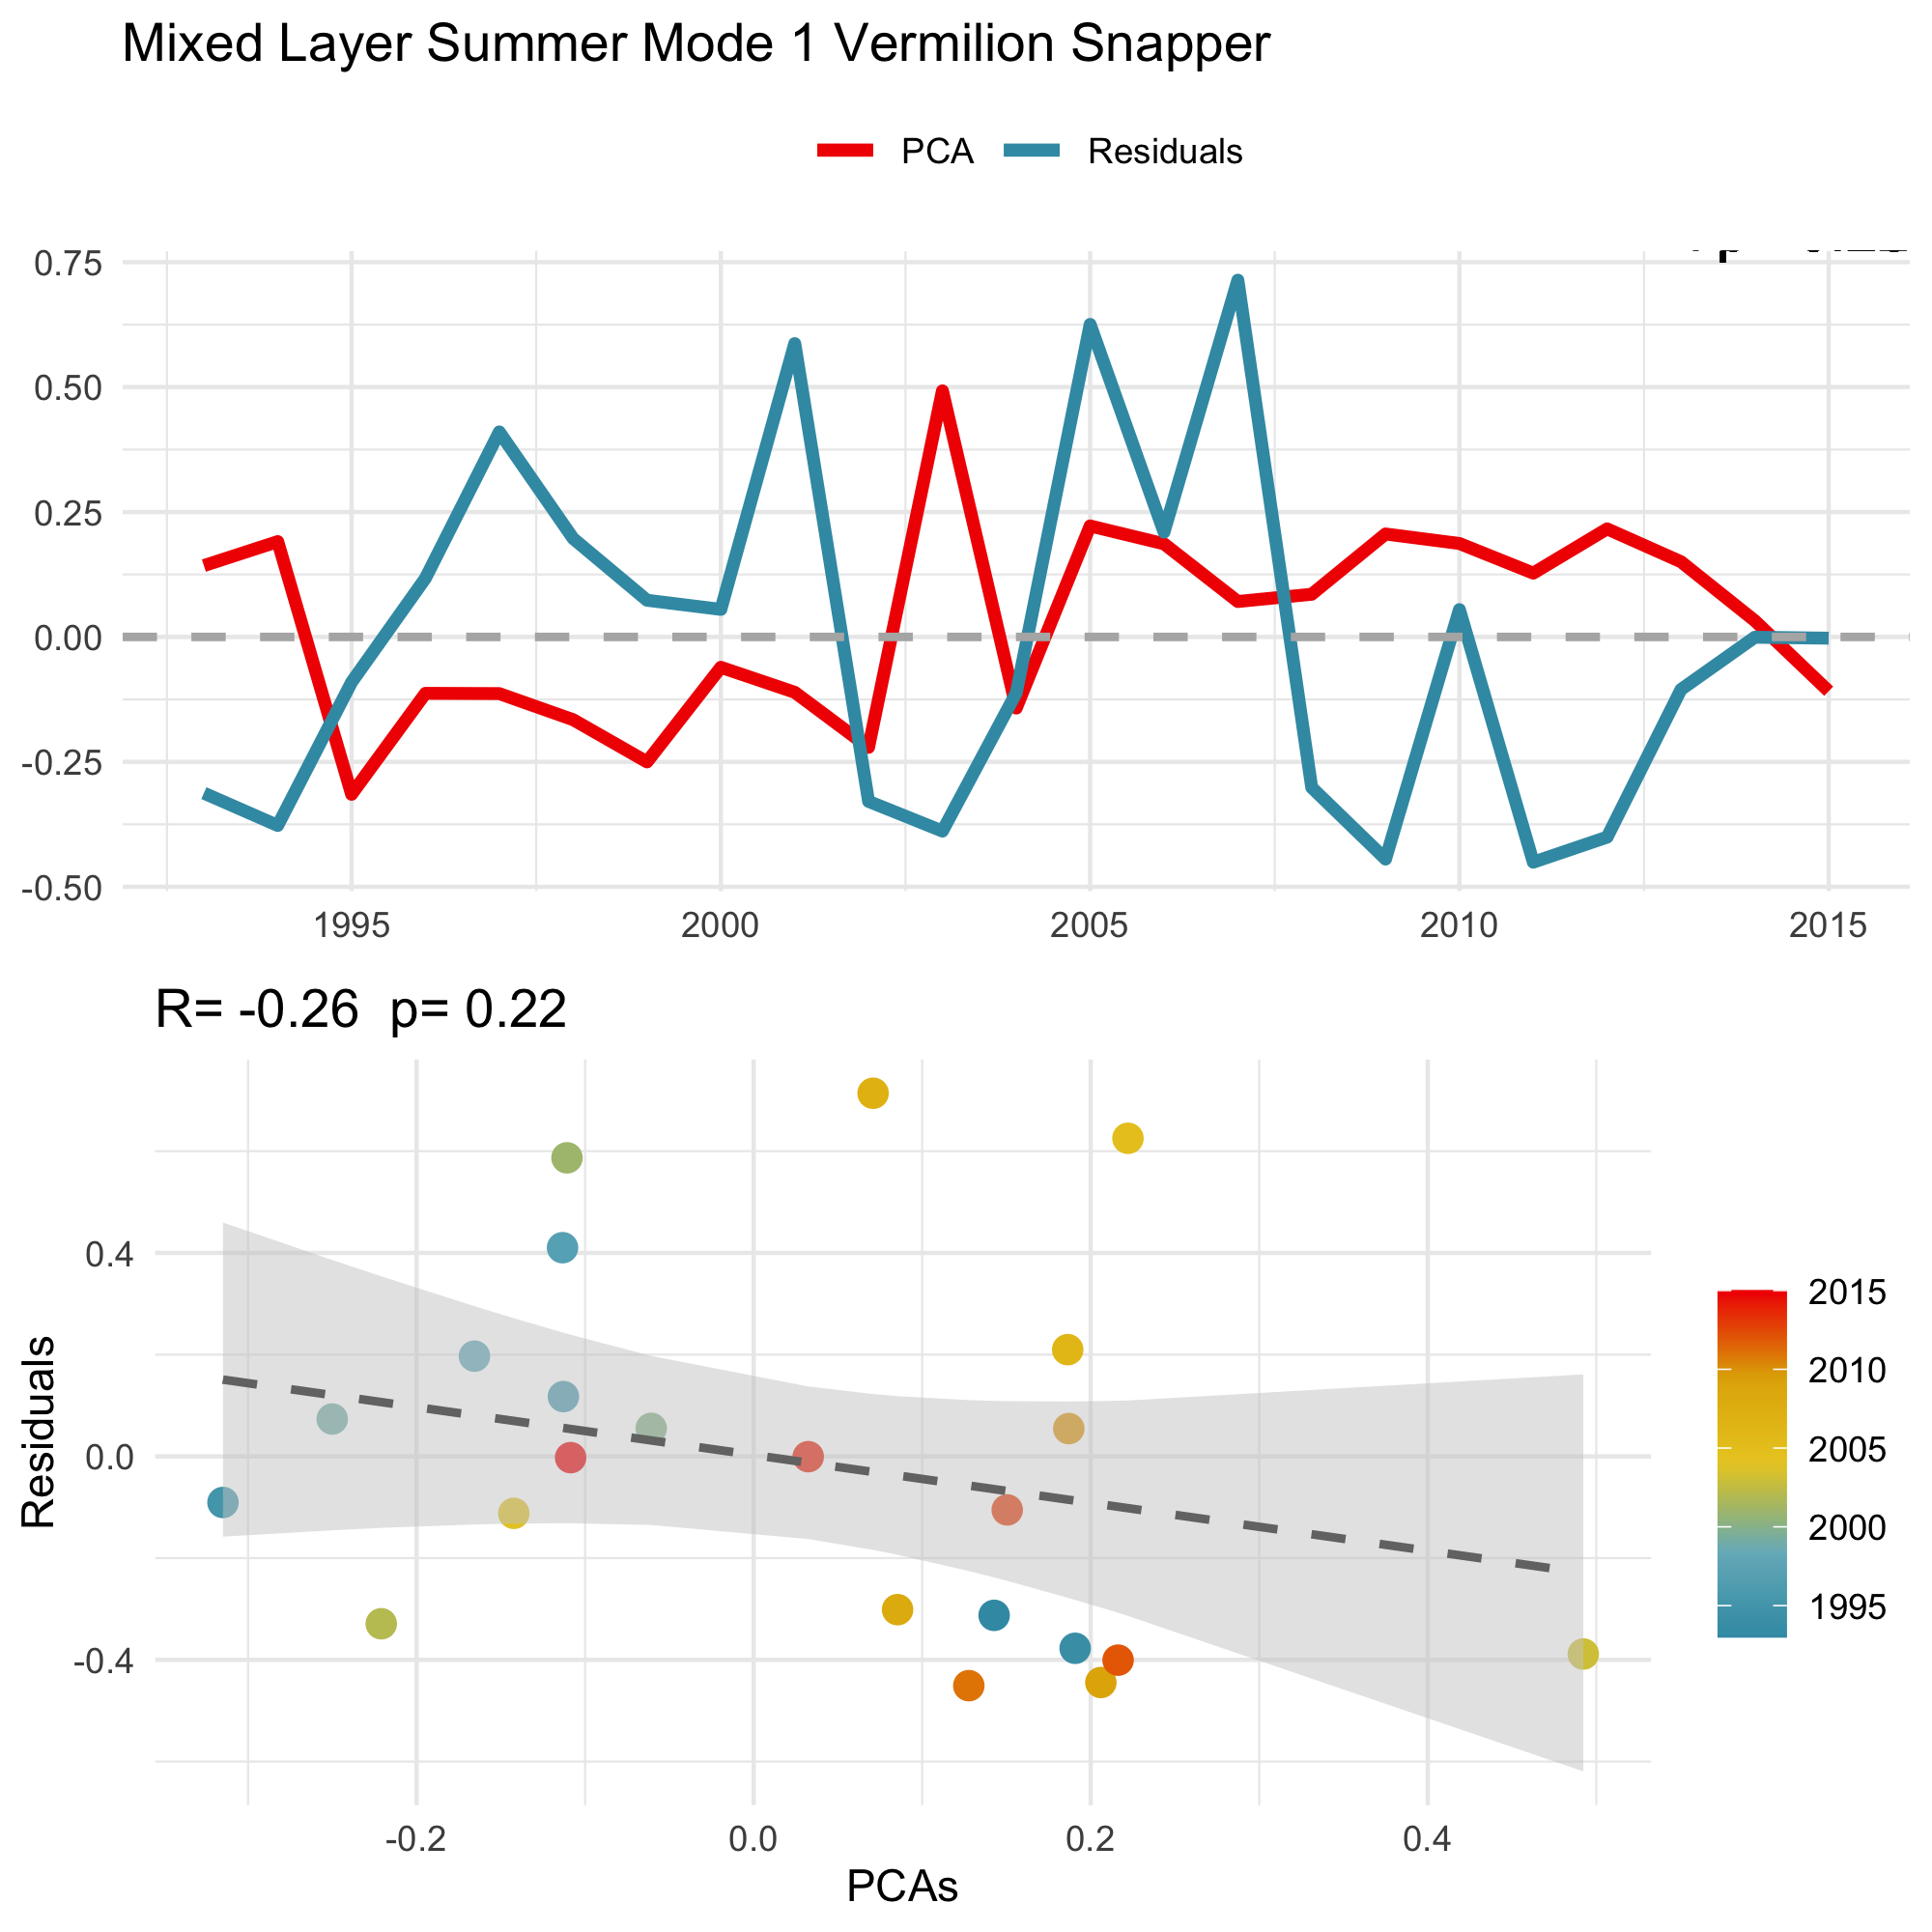 Mixed Layer Summer Mode 1 Vermilion Snapper
PCA Residuals
0.75
0.50
0.25
0.00
-0.25
-0.50
1995 2000 2005 2010 2015
R= -0.26 p= 0.22
Residuals
0.4
0.0
-0.4
-0.2 0.0 0.2 0.4
PCAs
2015
2010
2005
2000
1995